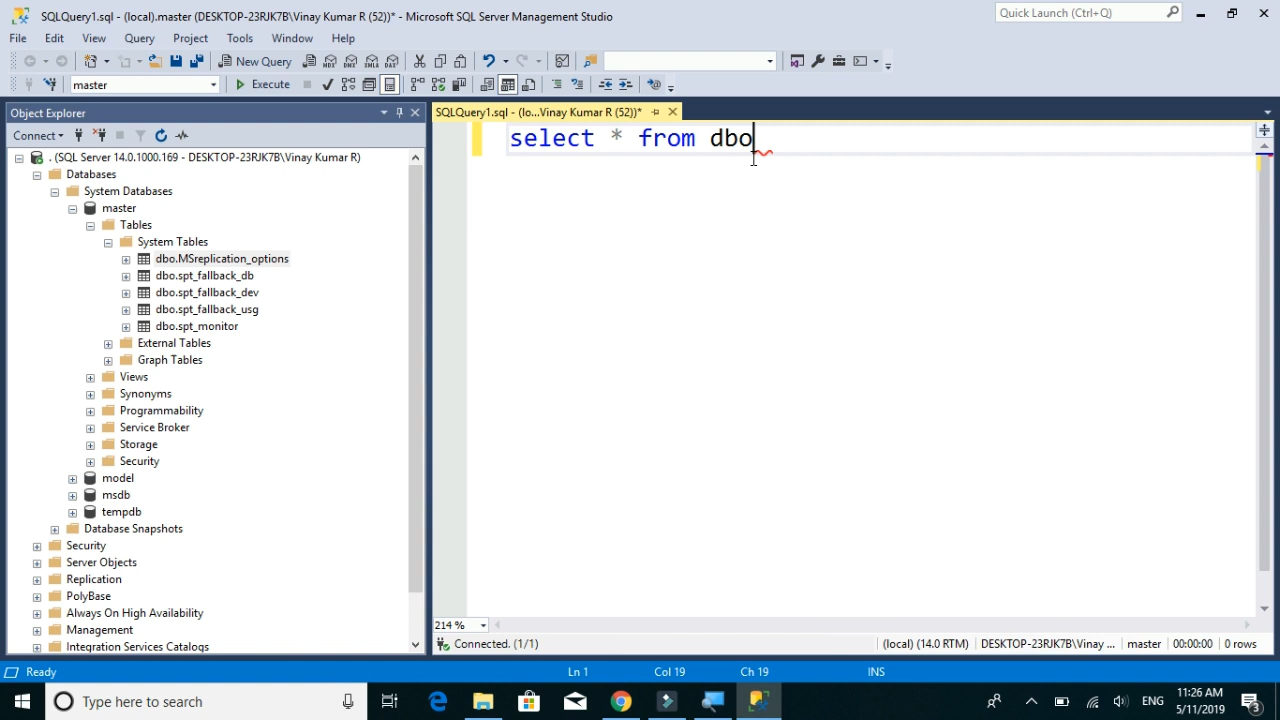 SQLQuery1.sql - (local).master (DESKTOP-23RJK7B\Vinay Kumar R (52))* - Microsoft SQL Server Management Studio
Quick Launch (Ctrl+Q)
File Edit View Query Project Tools Window Help
New Query
master
Execute
Object Explorer
SQLQuery1.sql - (lo...Vinay Kumar R (52))*
Connect
select * from dbo
. (SQL Server 14.0.1000.169 - DESKTOP-23RJK7B\Vinay Kumar R)
Databases
System Databases
master
Tables
System Tables
dbo.MSreplication_options
dbo.spt_fallback_db
dbo.spt_fallback_dev
dbo.spt_fallback_usg
dbo.spt_monitor
External Tables
Graph Tables
Views
Synonyms
Programmability
Service Broker
Storage
Security
model
msdb
tempdb
Database Snapshots
Security
Server Objects
Replication
PolyBase
Always On High Availability
Management
Integration Services Catalogs
214 %
Connected. (1/1)
(local) (14.0 RTM) DESKTOP-23RJK7B\Vinay ... master 00:00:00 0 rows
Ready
Ln 1 Col 19 Ch 19 INS
Type here to search
ENG
11:26 AM
5/11/2019
3